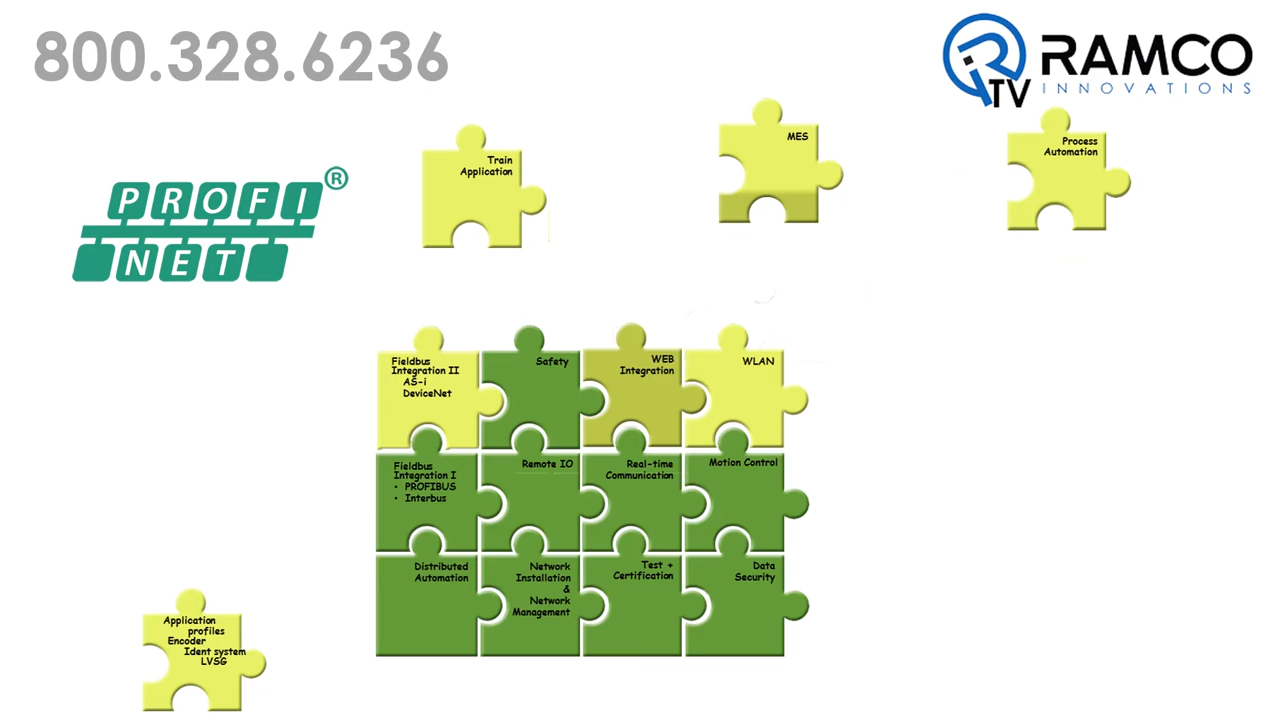 800.328.6236
RTV RAMCO
INNOVATIONS
PROFI®
NET
Train
Application
MES
Process
Automation
Fieldbus
Integration II
AS-i
DeviceNet
Safety
WEB
Integration
WLAN
Fieldbus
Integration I
• PROFIBUS
• Interbus
Remote IO
Real-time
Communication
Motion Control
Distributed
Automation
Network
Installation
&
Network
Management
Test +
Certification
Data
Security
Application
profiles
Encoder
Ident system
LVSG